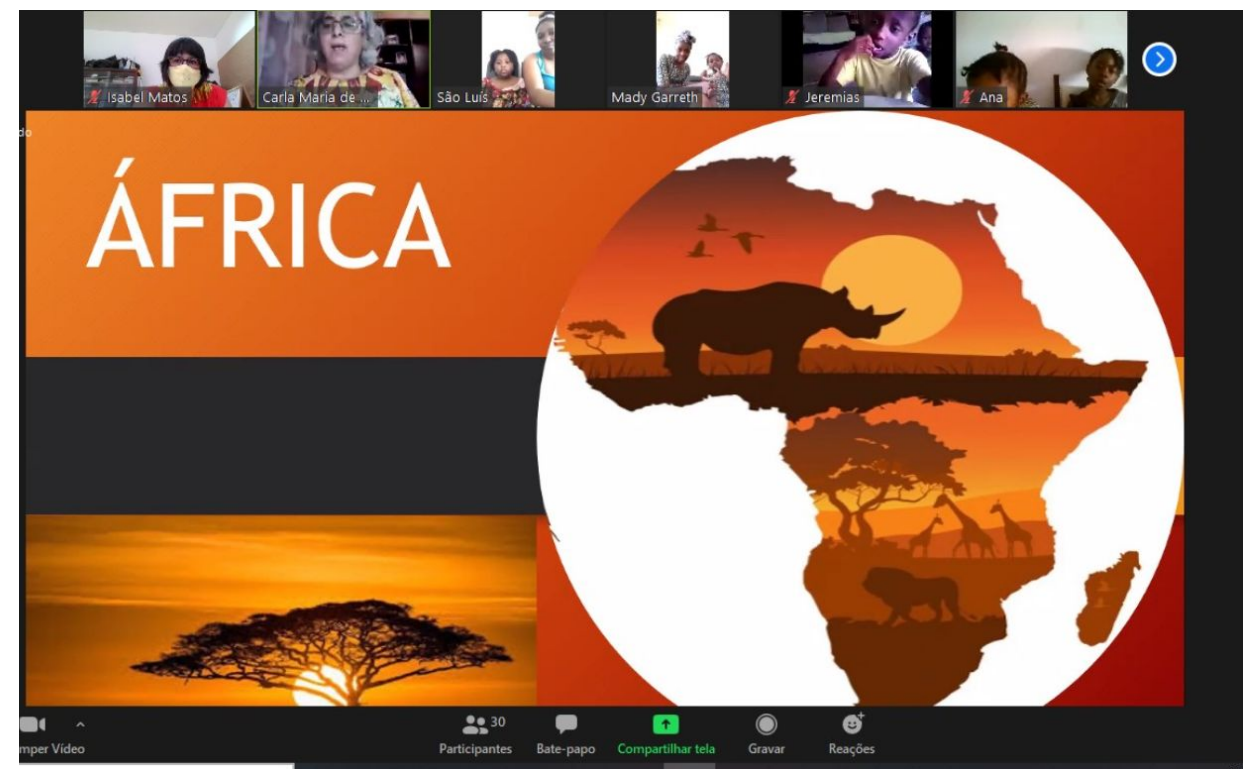 Isabel Matos
Carla Maria de ...
São Luís
Mady Garreth
Jeremias
Ana
do
ÁFRICA
mper Vídeo
30
Participantes
Bate-papo
Compartilhar tela
Gravar
Reações